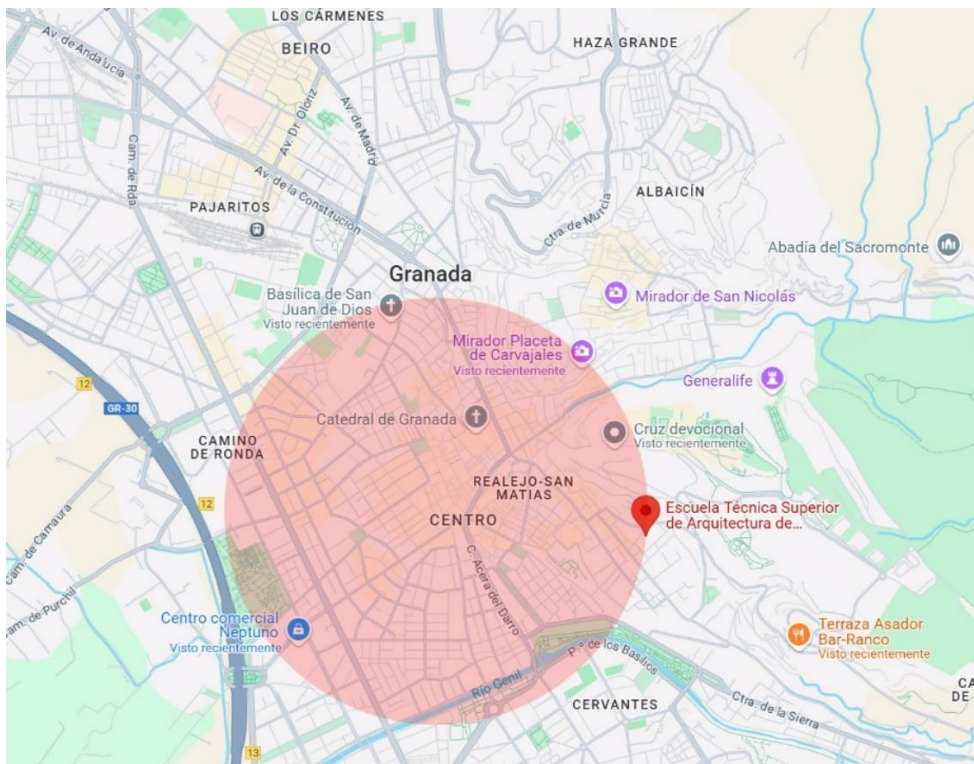 LOS CÁRMENES
BEIRO
HAZA GRANDE
Av. de Andalucía
Av. Dr. Olóriz
Av. de Madrid
Cam. de Rda
Av. de la Constitución
PAJARITOS
Ctra. de Murcia
ALBAICÍN
Abadía del Sacromonte
Granada
Basílica de San
Juan de Dios
Visto recientemente
Mirador de San Nicolás
Mirador Placeta
de Carvajales
Visto recientemente
Generalife
12
GR-30
Catedral de Granada
Cruz devocional
Visto recientemente
CAMINO
DE RONDA
REALEJO-SAN
MATIAS
12
CENTRO
Escuela Técnica Superior
de Arquitectura de...
Cam. de Camaura
Cam. de Purchil
C. Acera del Darro
Centro comercial
Neptuno
Visto recientemente
Terraza Asador
Bar-Ranco
Visto recientemente
P.º de los Basilios
Río Genil
CERVANTES
Ctra. de la Sierra
CA
DE
13